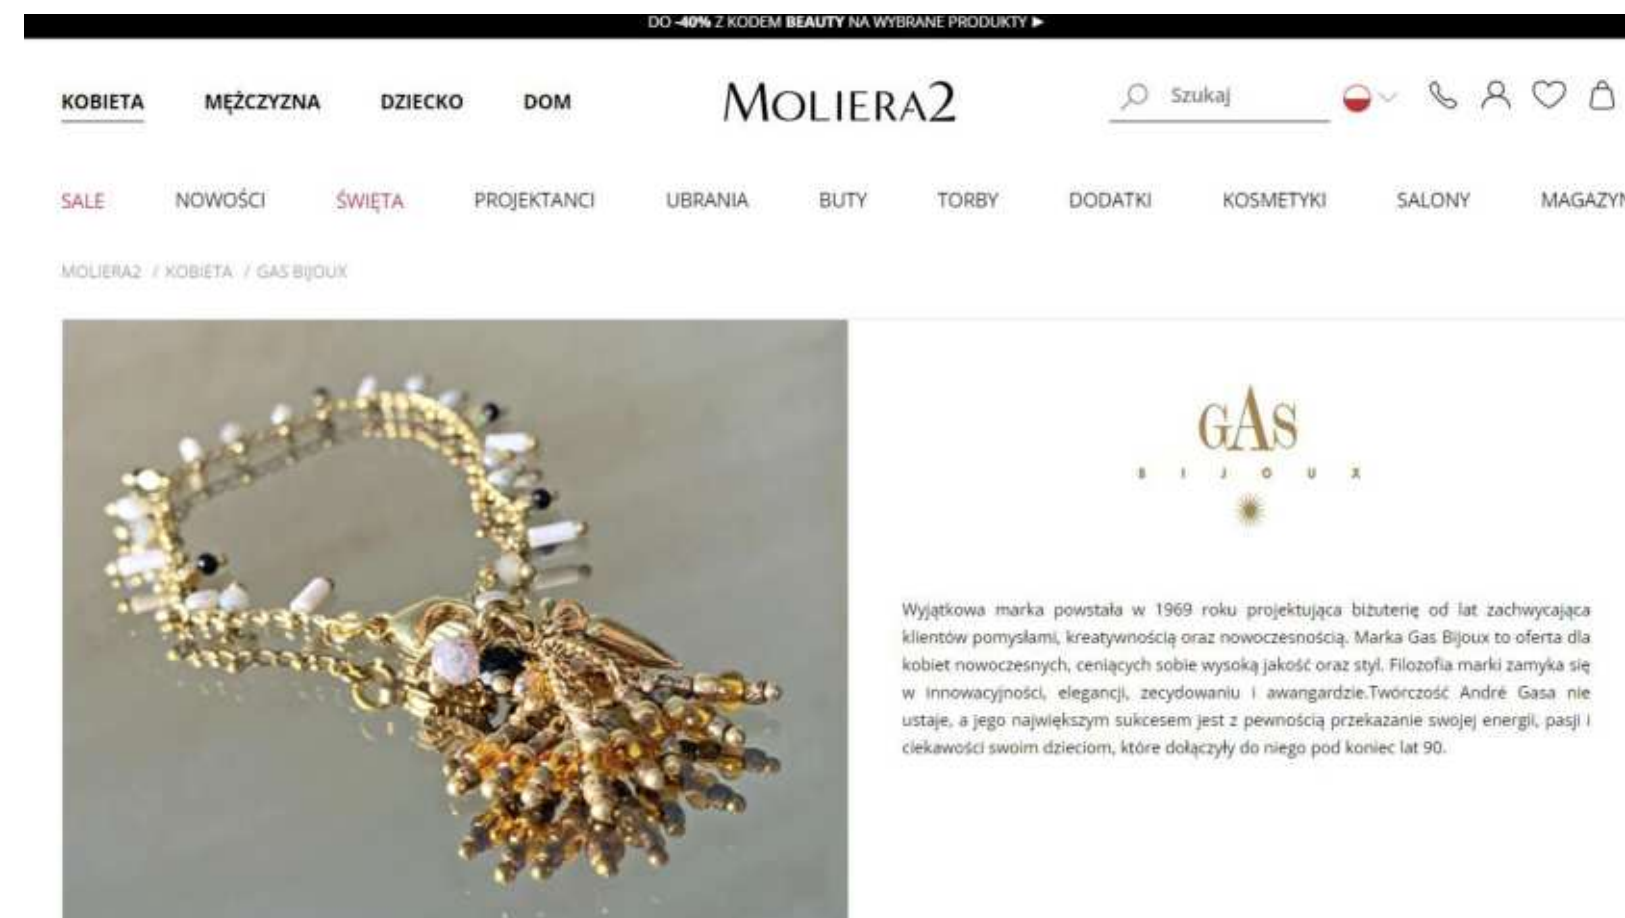 DO -40% Z KODEM BEAUTY NA WYBRANE PRODUKTY ►
KOBIETA MĘŻCZYZNA DZIECKO DOM MOLIERA2 Szukaj
SALE NOWOŚCI ŚWIĘTA PROJEKTANCI UBRANIA BUTY TORBY DODATKI KOSMETYKI SALONY MAGAZYN
MOLIERA2 / KOBIETA / GAS BIJOUX
GAS
BIJOUX
Wyjątkowa marka powstała w 1969 roku projektująca biżuterię od lat zachwycająca
klientów pomysłami, kreatywnością oraz nowoczesnością. Marka Gas Bijoux to oferta dla
kobiet nowoczesnych, ceniących sobie wysoką jakość oraz styl. Filozofia marki zamyka się
w innowacyjności, elegancji, zecydowaniu i awangardzie.Twórczość André Gasa nie
ustaje, a jego największym sukcesem jest z pewnością przekazanie swojej energii, pasji i
ciekawości swoim dzieciom, które dołączyły do niego pod koniec lat 90.